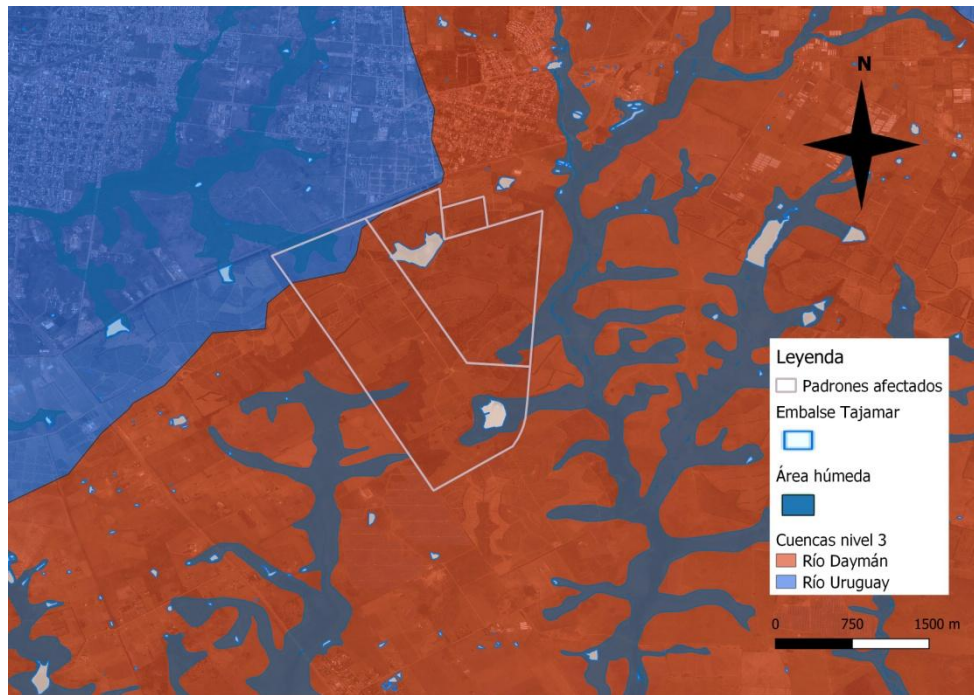 N
Leyenda
Padrones afectados
Embalse Tajamar
Área húmeda
Cuencas nivel 3
Río Daymán
Río Uruguay
0 750 1500 m